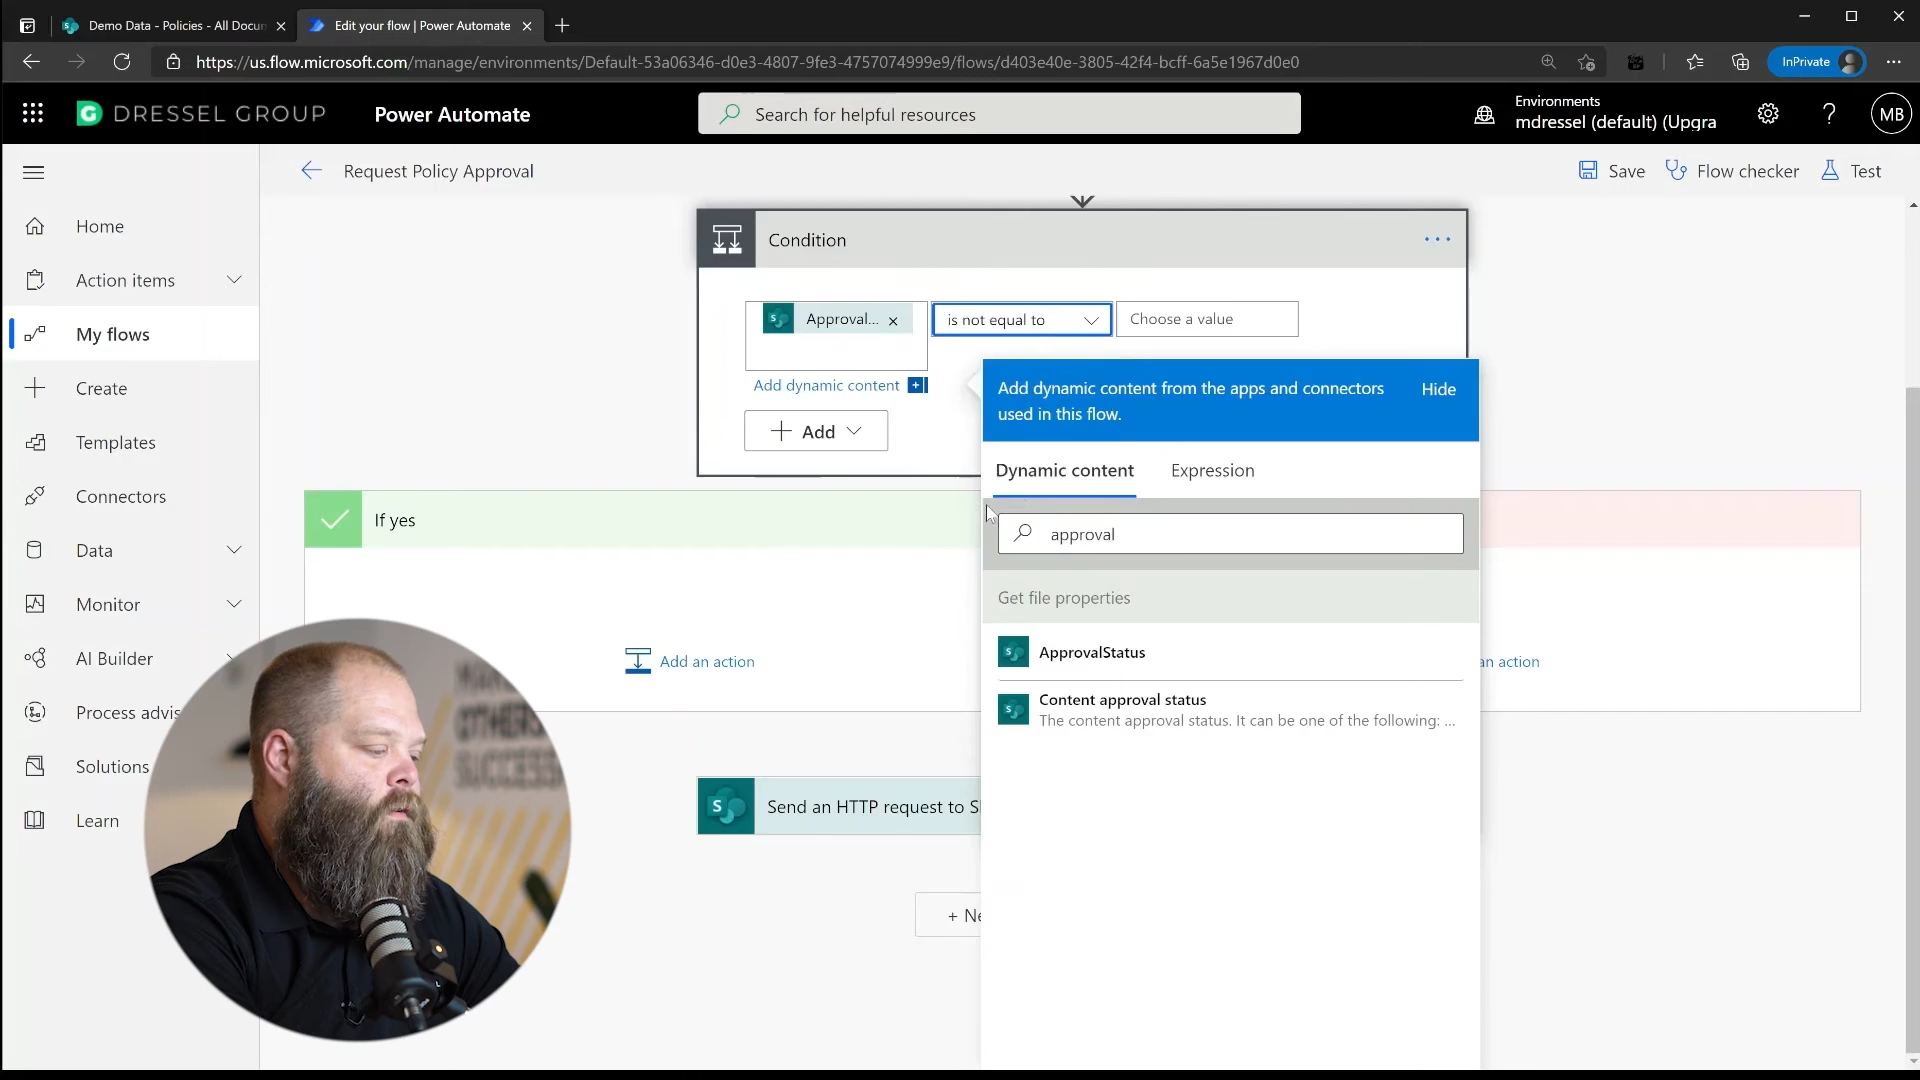 Demo Data - Policies - All Docun
Edit your flow | Power Automate
https://us.flow.microsoft.com/manage/environments/Default-53a06346-d0e3-4807-9fe3-4757074999e9/flows/d403e40e-3805-42f4-bcff-6a5e1967d0e0
InPrivate
DRESSEL GROUP
Power Automate
Search for helpful resources
Environments
mdressel (default) (Upgra
MB
Request Policy Approval
Save
Flow checker
Test
Home
Action items
My flows
Create
Templates
Connectors
Data
Monitor
AI Builder
Process advis
Solutions
Learn
Condition
Approval...
is not equal to
Choose a value
Add dynamic content
Add
Add dynamic content from the apps and connectors
used in this flow.
Hide
Dynamic content
Expression
approval
Get file properties
ApprovalStatus
Content approval status
The content approval status. It can be one of the following: ...
If yes
Add an action
an action
Send an HTTP request to S
+ Ne
OTHERS
SUCCESS